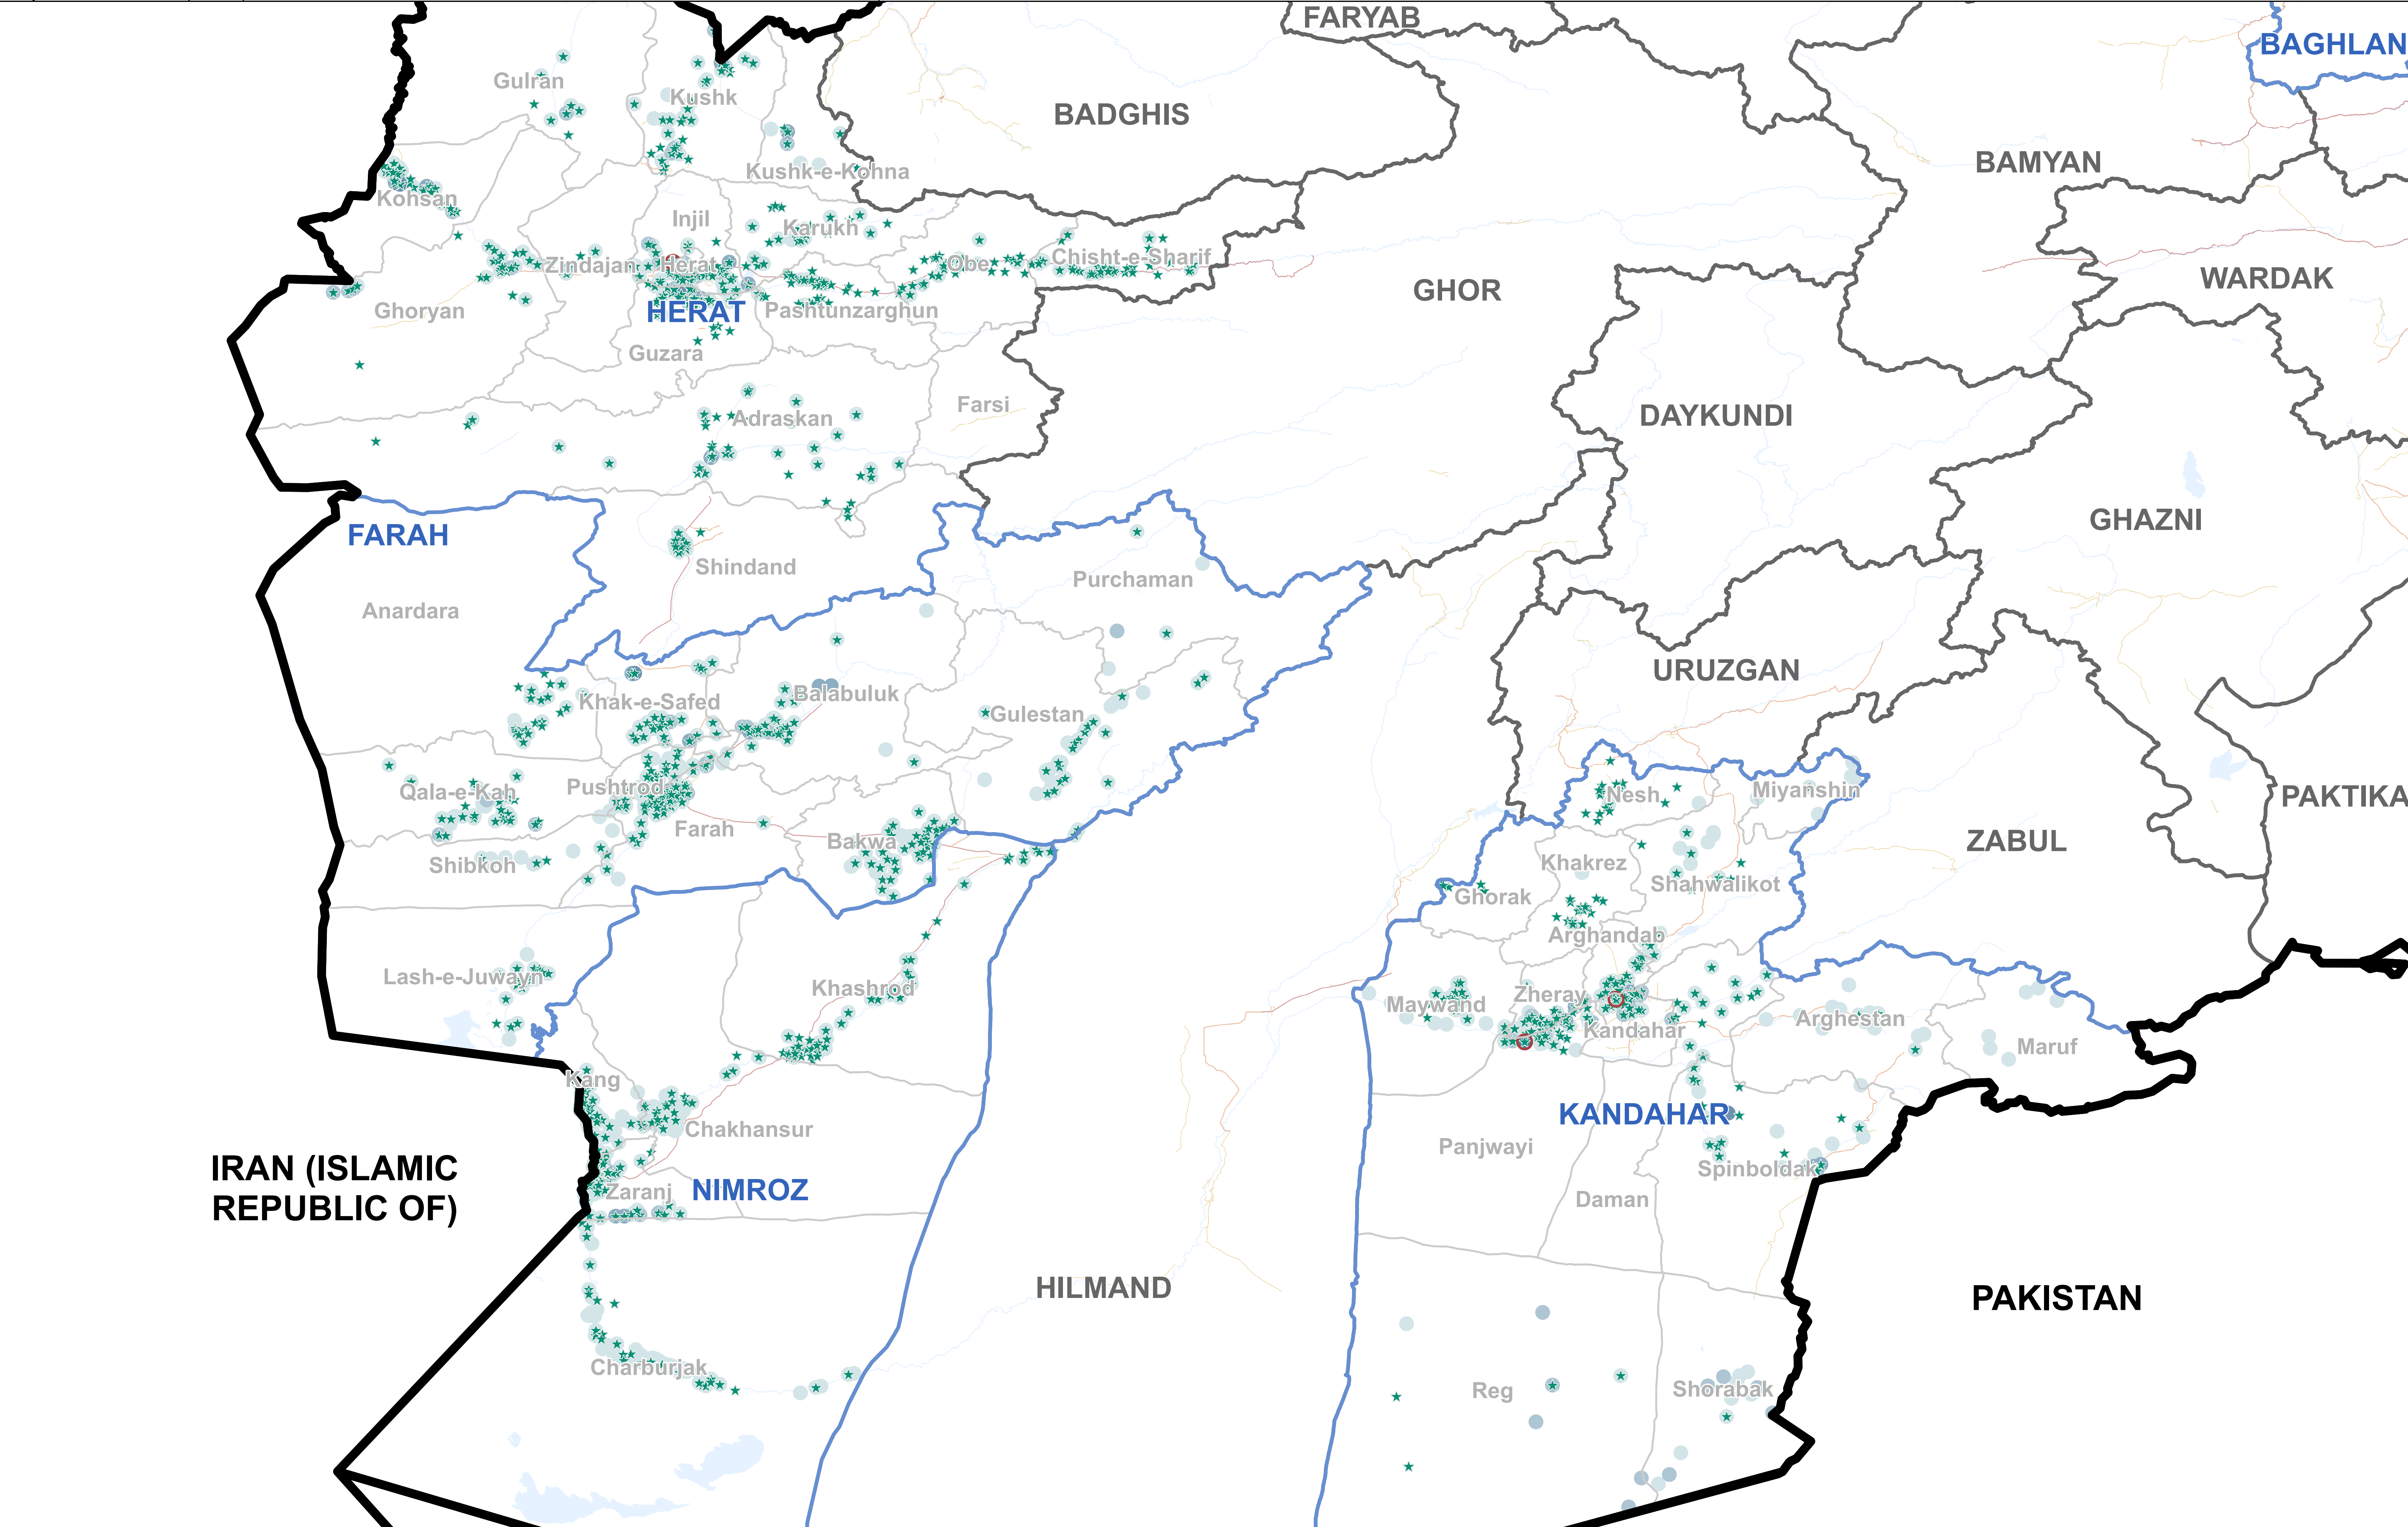 FARYAB
BAGHLAN
Gulran
Kushk
BADGHIS
BAMYAN
Kushk-e-Kohna
Kohsan
Injil
Karukh
Zindajan
Herat
Obe
Chisht-e-Sharif
WARDAK
GHOR
Ghoryan
HERAT
Pashtunzarghun
Guzara
Farsi
Adraskan
DAYKUNDI
GHAZNI
FARAH
Shindand
Purchaman
Anardara
URUZGAN
Khak-e-Safed
Balabuluk
Gulestan
Qala-e-Kah
Pushtrod
Nesh
Miyanshin
PAKTIKA
Farah
Bakwa
ZABUL
Shibkoh
Khakrez
Shahwalikot
Ghorak
Arghandab
Lash-e-Juwayn
Khashrod
Maywand
Zheray
Kandahar
Arghestan
Maruf
Kang
Chakhansur
KANDAHAR
Panjwayi
IRAN (ISLAMIC
REPUBLIC OF)
Spinboldak
Zaranj
NIMROZ
Daman
HILMAND
PAKISTAN
Charburjak
Reg
Shorabak